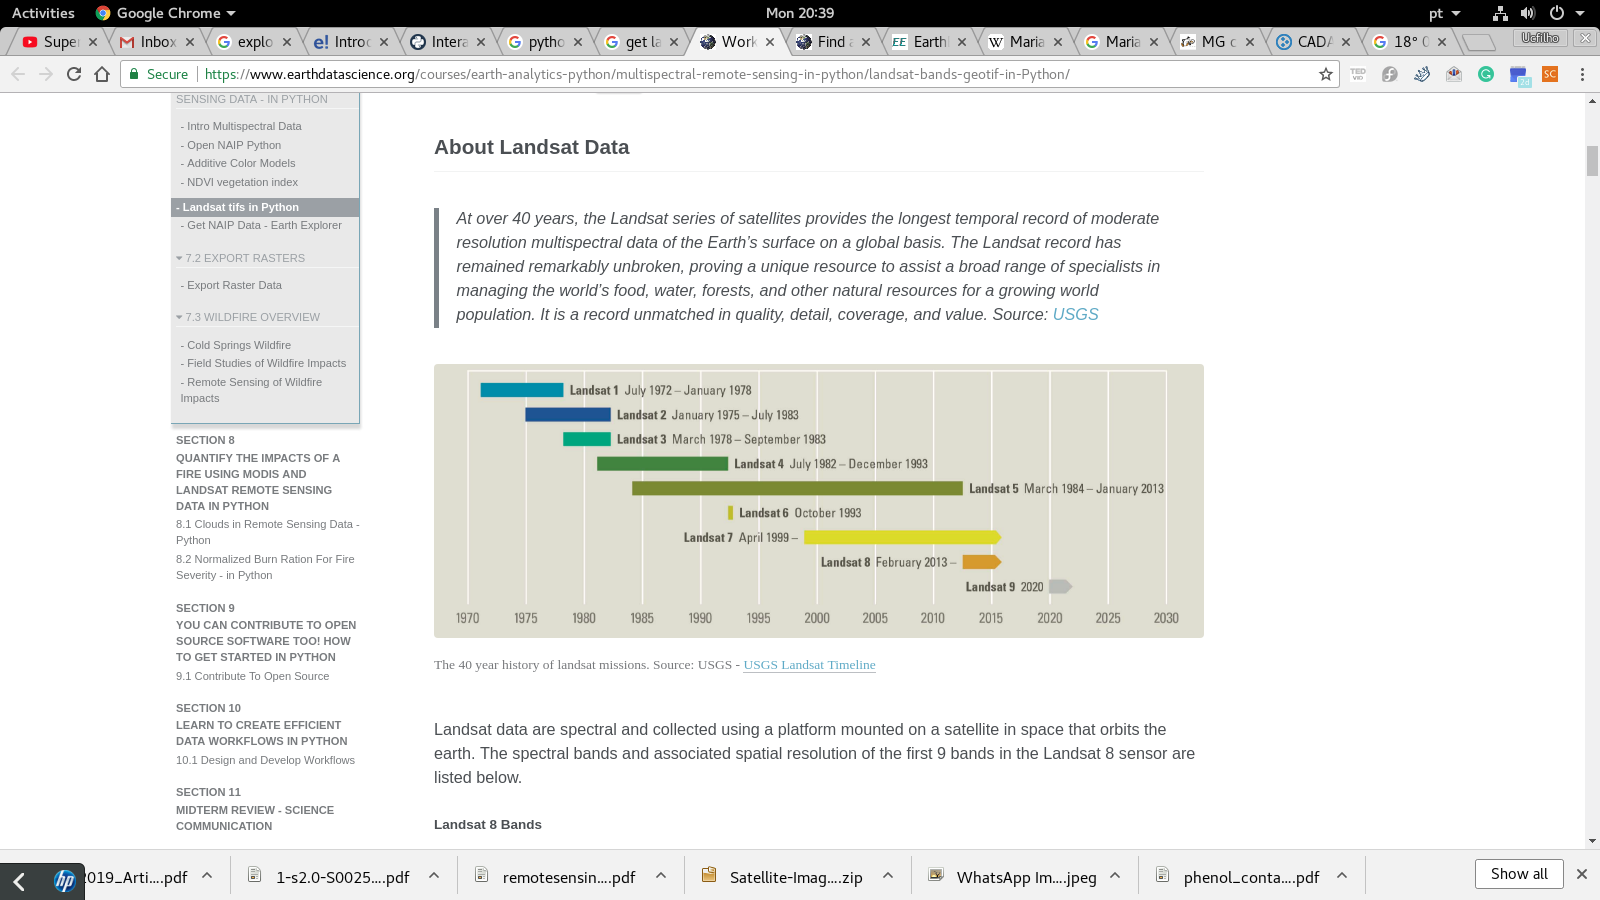 Activities
Google Chrome
Mon 20:39
pt
Supe
Inbox
explo
Introd
Intera
pytho
get la
Work
Find
Earth
Maria
Maria
MG c
CADA
18° 0
Ucfilho
Secure
https://www.earthdatascience.org/courses/earth-analytics-python/multispectral-remote-sensing-in-python/landsat-bands-geotif-in-Python/
SENSING DATA - IN PYTHON
- Intro Multispectral Data
- Open NAIP Python
- Additive Color Models
- NDVI vegetation index
- Landsat tifs in Python
- Get NAIP Data - Earth Explorer
7.2 EXPORT RASTERS
- Export Raster Data
7.3 WILDFIRE OVERVIEW
- Cold Springs Wildfire
- Field Studies of Wildfire Impacts
- Remote Sensing of Wildfire
Impacts
SECTION 8
QUANTIFY THE IMPACTS OF A
FIRE USING MODIS AND
LANDSAT REMOTE SENSING
DATA IN PYTHON
8.1 Clouds in Remote Sensing Data -
Python
8.2 Normalized Burn Ration For Fire
Severity - in Python
SECTION 9
YOU CAN CONTRIBUTE TO OPEN
SOURCE SOFTWARE TOO! HOW
TO GET STARTED IN PYTHON
9.1 Contribute To Open Source
SECTION 10
LEARN TO CREATE EFFICIENT
DATA WORKFLOWS IN PYTHON
10.1 Design and Develop Workflows
SECTION 11
MIDTERM REVIEW - SCIENCE
COMMUNICATION
About Landsat Data
At over 40 years, the Landsat series of satellites provides the longest temporal record of moderate
resolution multispectral data of the Earth's surface on a global basis. The Landsat record has
remained remarkably unbroken, proving a unique resource to assist a broad range of specialists in
managing the world's food, water, forests, and other natural resources for a growing world
population. It is a record unmatched in quality, detail, coverage, and value. Source: USGS
Landsat 1 July 1972 – January 1978
Landsat 2 January 1975 – July 1983
Landsat 3 March 1978 – September 1983
Landsat 4 July 1982 – December 1993
Landsat 5 March 1984 – January 2013
Landsat 6 October 1993
Landsat 7 April 1999 –
Landsat 8 February 2013 –
Landsat 9 2020
1970 1975 1980 1985 1990 1995 2000 2005 2010 2015 2020 2025 2030
The 40 year history of landsat missions. Source: USGS - USGS Landsat Timeline
Landsat data are spectral and collected using a platform mounted on a satellite in space that orbits the
earth. The spectral bands and associated spatial resolution of the first 9 bands in the Landsat 8 sensor are
listed below.
Landsat 8 Bands
2019_Arti....pdf
1-s2.0-S0025....pdf
remotesensin....pdf
Satellite-Imag....zip
WhatsApp Im....jpeg
phenol_conta....pdf
Show all